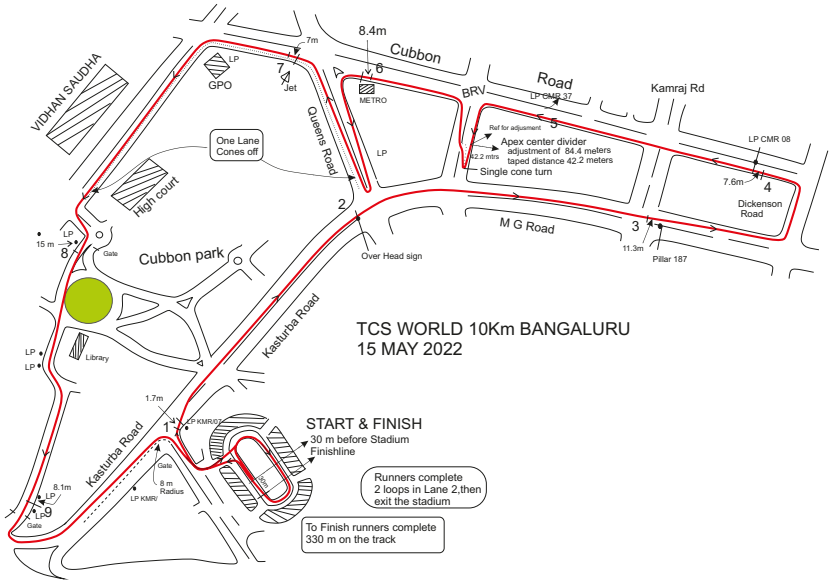 7m
8.4m
Cubbon
Road
Kamraj Rd
LP
GPO
7
Jet
6
METRO
BRV
LP CMR 37
5
VIDHAN SAUDHA
Queens Road
Ref for adjusment
Apex center divider
adjustment of 84.4 meters
taped distance 42.2 meters
42.2 mtrs
Single cone turn
LP CMR 08
One Lane
Cones off
LP
7.6m
4
High court
Dickenson
Road
2
M G Road
3
LP
15 m
8
Gate
Cubbon park
Over Head sign
11.3m
Pillar 187
Kasturba Road
TCS WORLD 10Km BANGALURU
15 MAY 2022
LP
LP
Library
1.7m
1
LP KMR/07
START & FINISH
30 m before Stadium
Finishline
Kasturba Road
Gate
8 m
Radius
30m
Runners complete
2 loops in Lane 2,then
exit the stadium
8.1m
LP
LP
9
Gate
LP KMR/
To Finish runners complete
330 m on the track